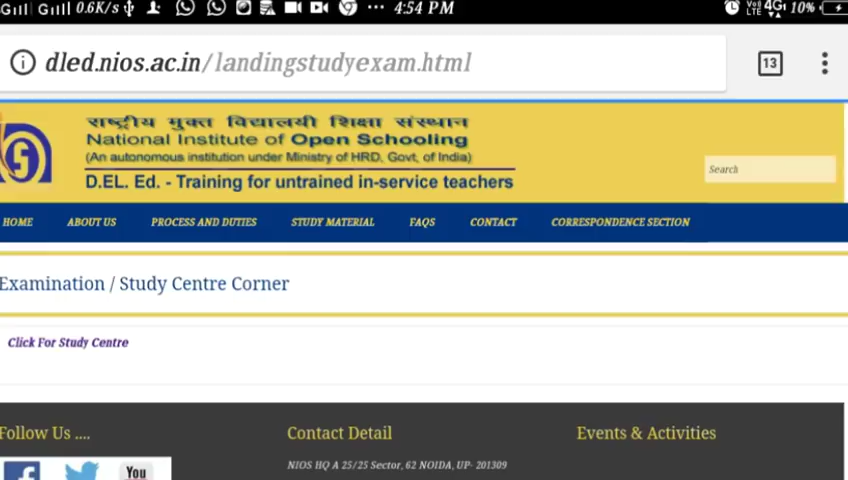 0.6K/s 4:54 PM VoI LTE 4G 10%
dled.nios.ac.in/landingstudyexam.html 13
राष्ट्रीय मुक्त विद्यालयी शिक्षा संस्थान
National Institute of Open Schooling
(An autonomous institution under Ministry of HRD, Govt, of India)
D.EL. Ed. - Training for untrained in-service teachers
Search
HOME ABOUT US PROCESS AND DUTIES STUDY MATERIAL FAQS CONTACT CORRESPONDENCE SECTION
Examination / Study Centre Corner
Click For Study Centre
Follow Us .... Contact Detail Events & Activities
NIOS HQ A 25/25 Sector, 62 NOIDA, UP- 201309
You